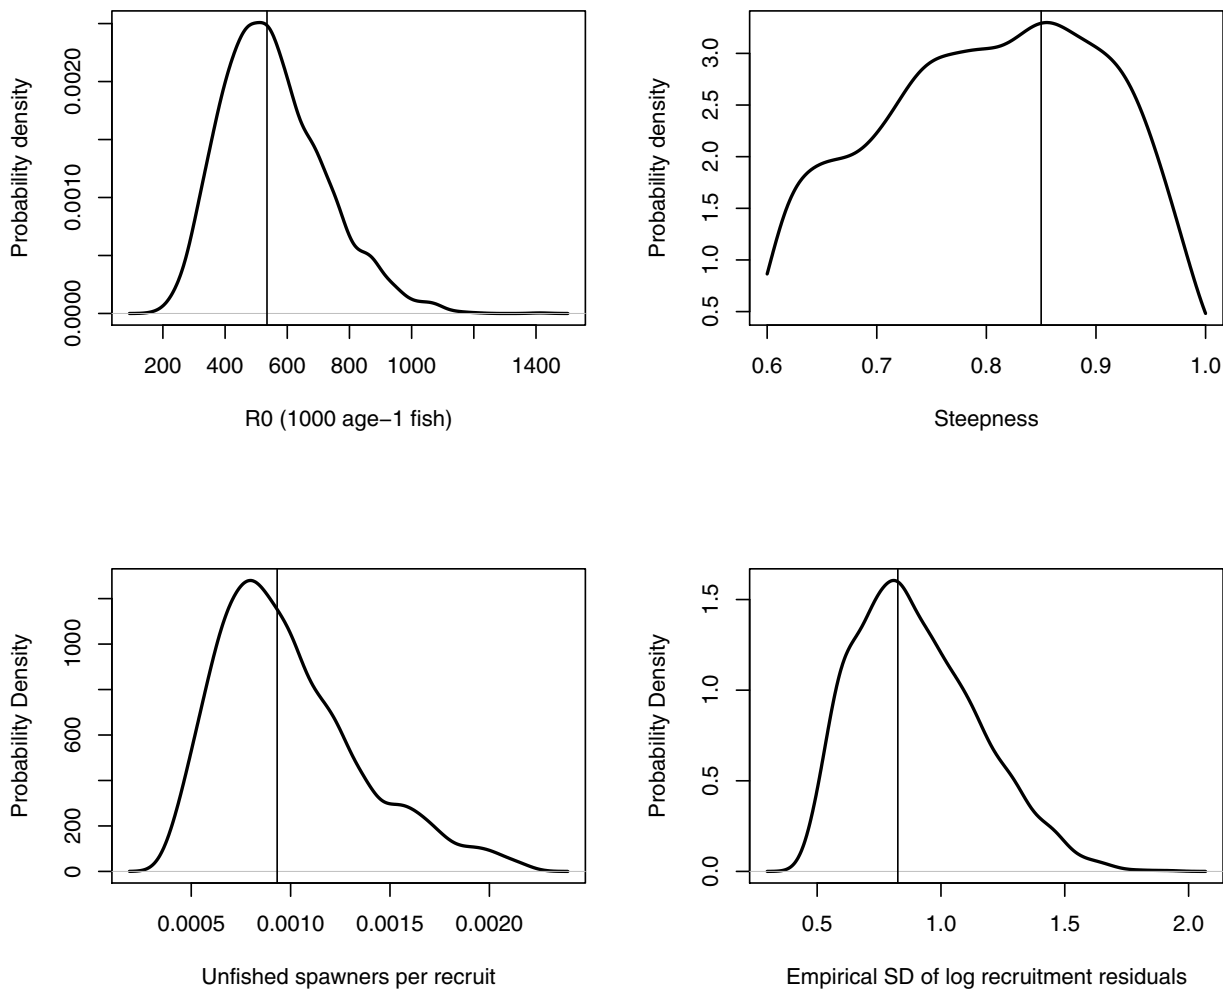 Probability density
0.0000 0.0010 0.0020
200 400 600 800 1000 1400
R0 (1000 age−1 fish)
Probability density
0.5 1.0 1.5 2.0 2.5 3.0
0.6 0.7 0.8 0.9 1.0
Steepness
Probability Density
0 200 600 1000
0.0005 0.0010 0.0015 0.0020
Unfished spawners per recruit
Probability Density
0.0 0.5 1.0 1.5
0.5 1.0 1.5 2.0
Empirical SD of log recruitment residuals